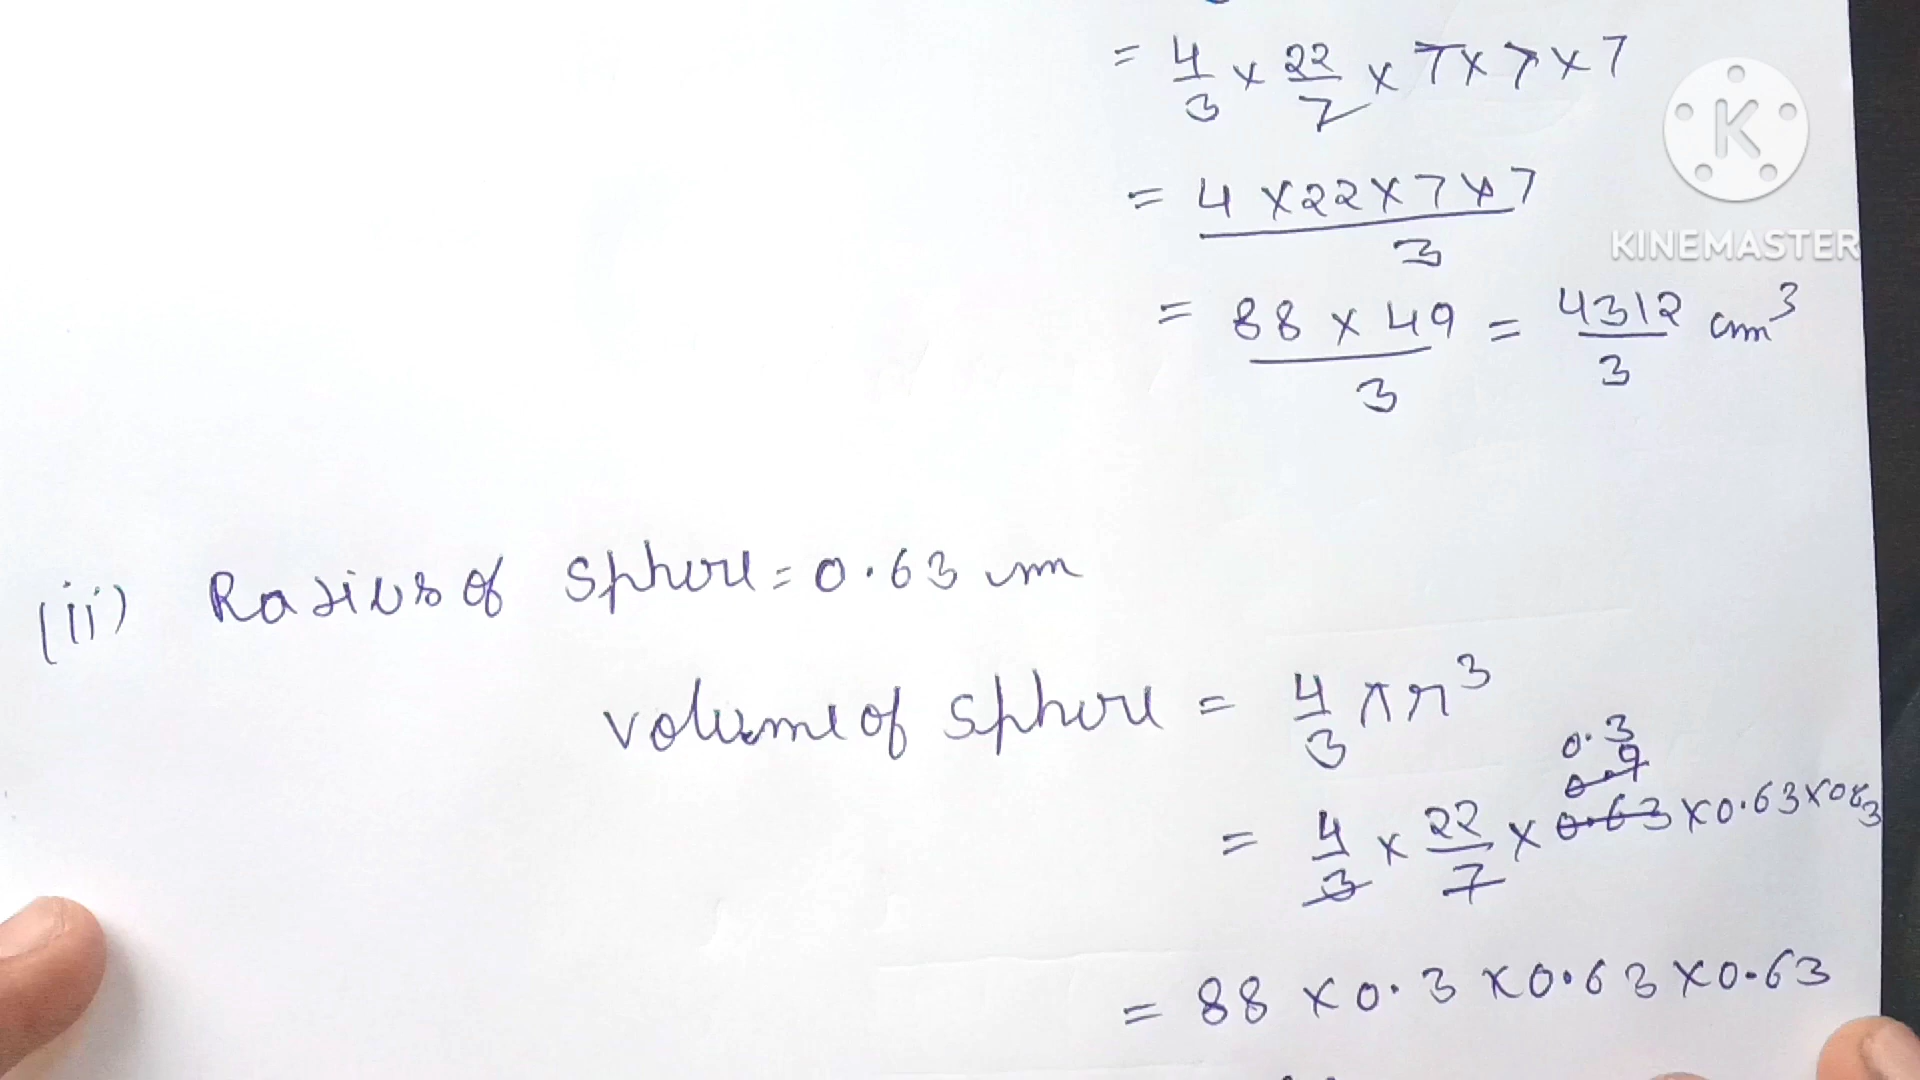 = 4/3 × 22/7 × 7 × 7 × 7
= 4 × 22 × 7 × 7 / 3
= 88 × 49 / 3 = 4312 / 3 cm³
K
KINEMASTER
(ii) Radius of sphere = 0.63 cm
volume of sphere = 4/3 πr³
0.3
0.9
= 4/3 × 22/7 × 0.63 × 0.63 × 0.63
= 88 × 0.3 × 0.63 × 0.63